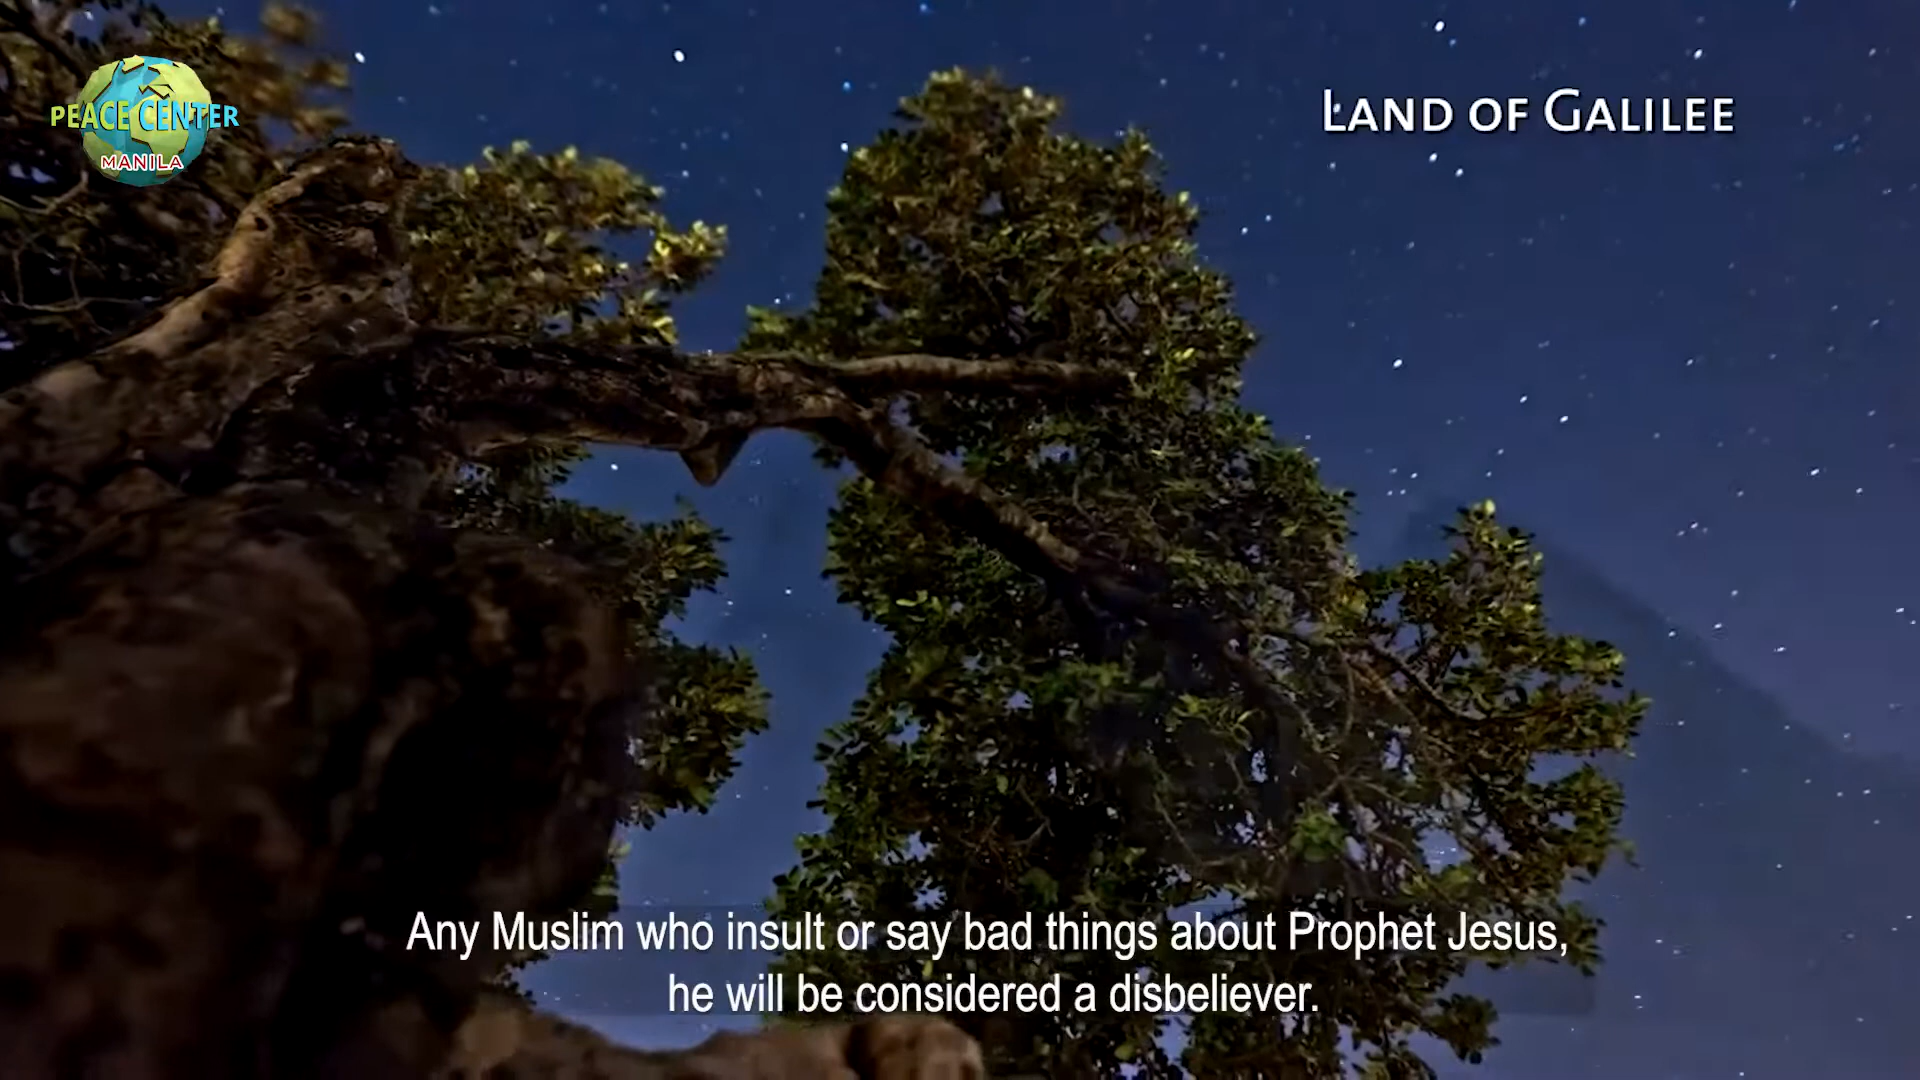 PEACE CENTER
MANILA
LAND OF GALILEE
Any Muslim who insult or say bad things about Prophet Jesus,
he will be considered a disbeliever.